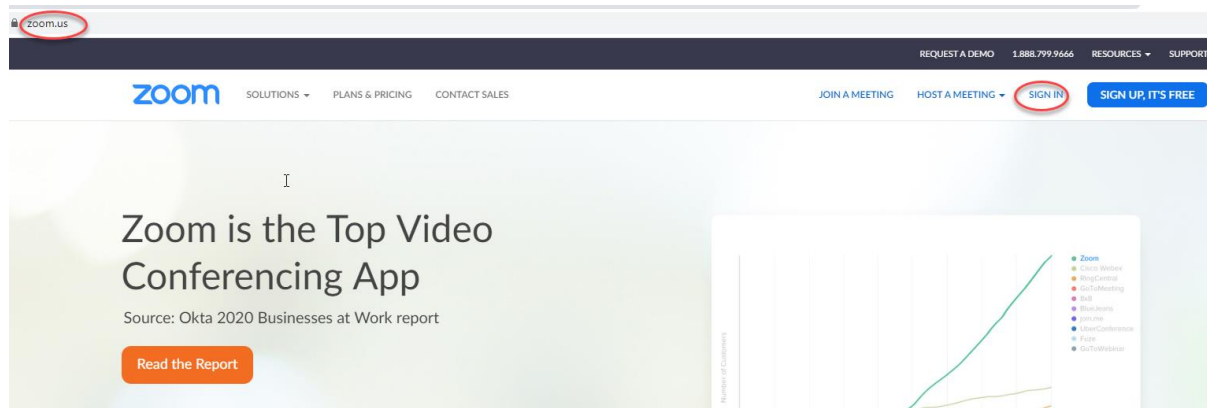 zoom.us
REQUEST A DEMO 1.888.799.9666 RESOURCES SUPPORT
zoom SOLUTIONS PLANS & PRICING CONTACT SALES JOIN A MEETING HOST A MEETING SIGN IN SIGN UP, IT'S FREE
Zoom is the Top Video
Conferencing App
Source: Okta 2020 Businesses at Work report
Read the Report
Number of Customers
Zoom
Cisco Webex
RingCentral
GoToMeeting
8x8
BlueJeans
join.me
UberConference
Fuze
GoToWebinar